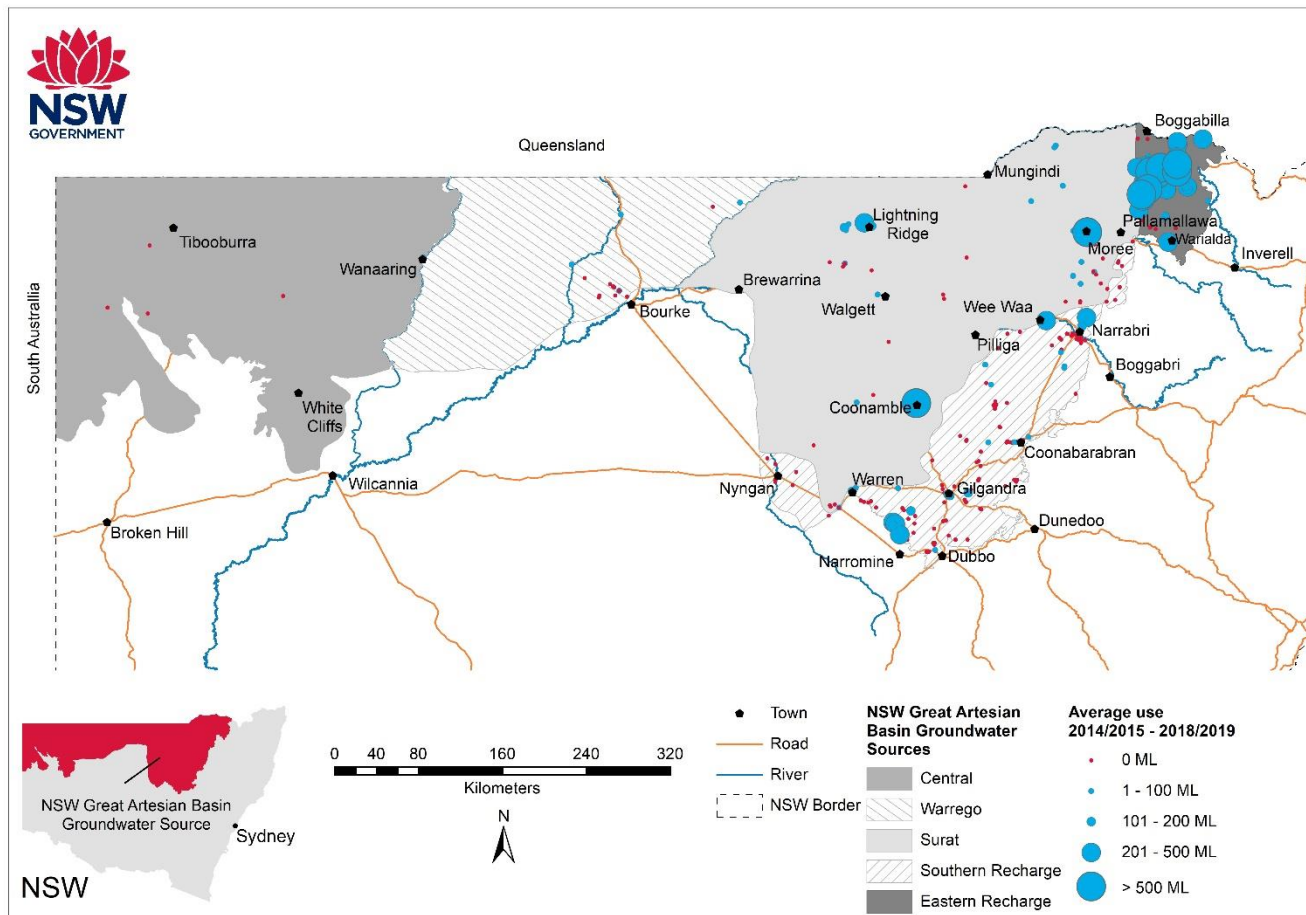 NSW
GOVERNMENT
Queensland
South Australlia
Boggabilla
Mungindi
Tibooburra
Lightning
Ridge
Pallamallawa
Moree
Warialda
Inverell
Wanaaring
Brewarrina
Walgett
Wee Waa
Bourke
Narrabri
Pilliga
Boggabri
White
Cliffs
Coonamble
Coonabarabran
Wilcannia
Nyngan
Warren
Gilgandra
Broken Hill
Dunedoo
Narromine
Dubbo
NSW Great Artesian Basin
Groundwater Source
Sydney
NSW
0 20 40 80 160 240 320
Kilometers
N
Town
Road
River
NSW Border
NSW Great Artesian
Basin Groundwater
Sources
Central
Warrego
Surat
Southern Recharge
Eastern Recharge
Average use
2014/2015 - 2018/2019
0 ML
1 - 100 ML
101 - 200 ML
201 - 500 ML
> 500 ML